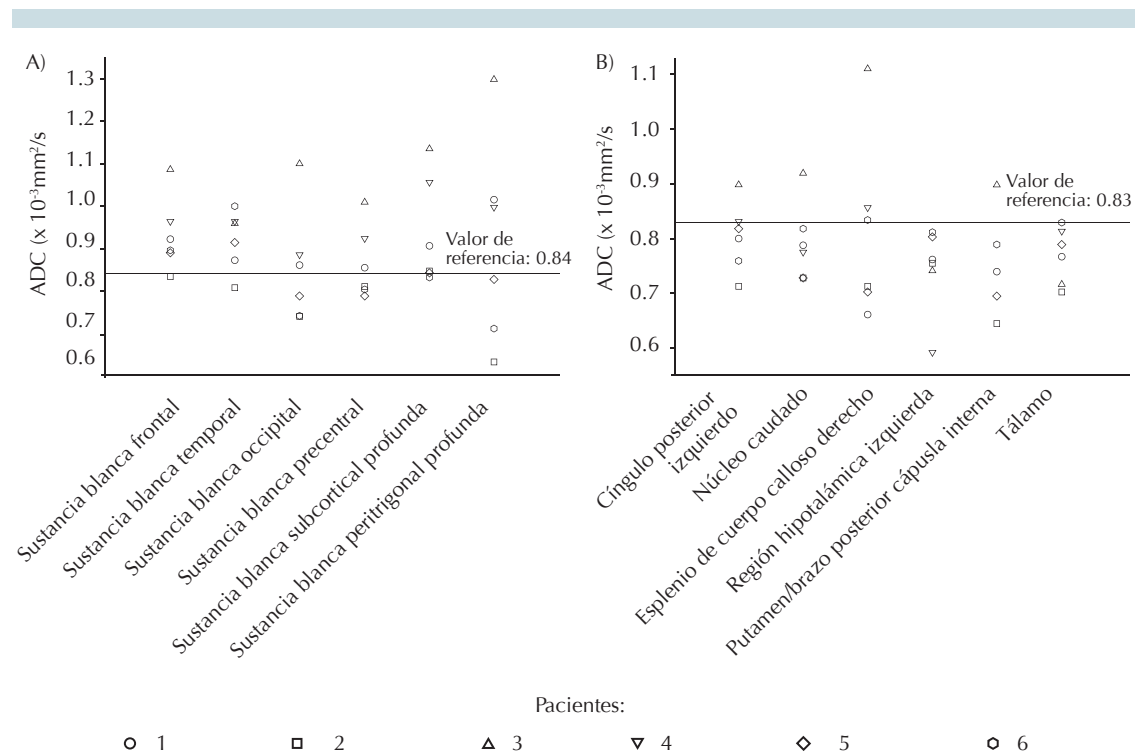 A)
ADC (x 10⁻³mm²/s
1.3
1.2
1.1
1.0
0.9
0.8
0.7
0.6
Valor de
referencia: 0.84
Sustancia blanca frontal
Sustancia blanca temporal
Sustancia blanca occipital
Sustancia blanca precentral
Sustancia blanca subcortical profunda
Sustancia blanca peritrigonal profunda
B)
ADC (x 10⁻³mm²/s
1.1
1.0
0.9
0.8
0.7
0.6
Valor de
referencia: 0.83
Cíngulo posterior
izquierdo
Núcleo caudado
Esplenio de cuerpo calloso derecho
Región hipotalámica izquierda
Putamen/brazo posterior cápusla interna
Tálamo
Pacientes:
1 2 3 4 5 6